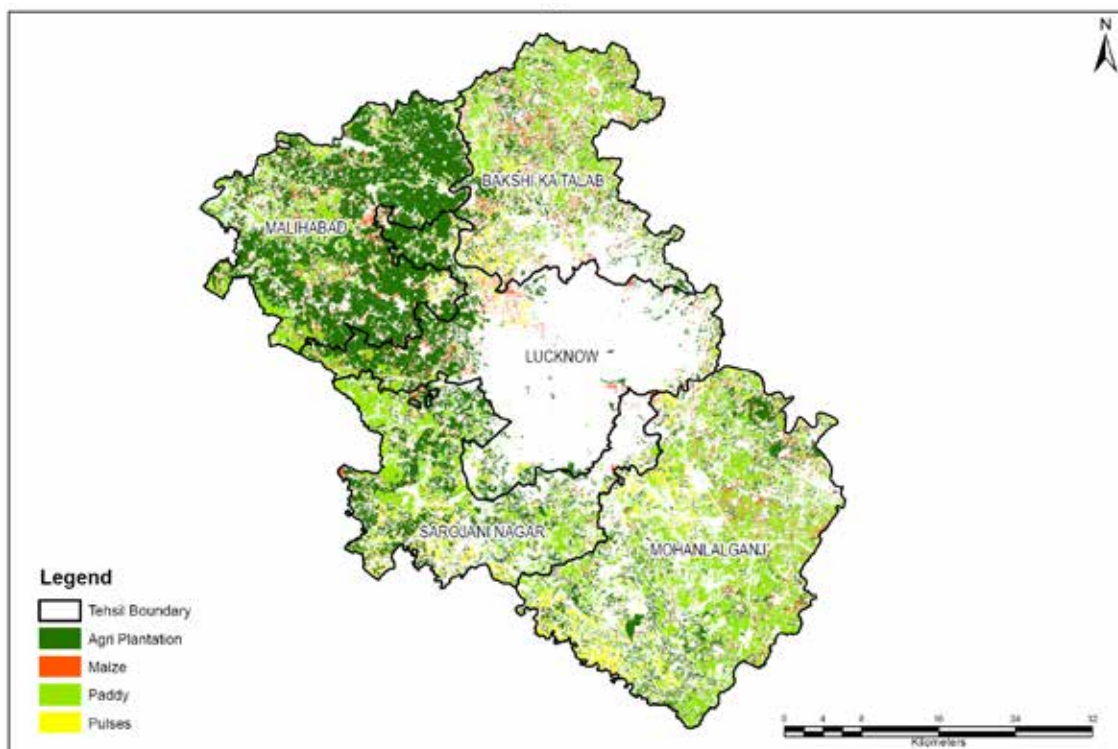 N
BAKSHI KA TALAB
MALIHABAD
LUCKNOW
SAROJANI NAGAR
MOHANLALGANJ
Legend
Tehsil Boundary
Agri Plantation
Maize
Paddy
Pulses
0 4 8 16 24 32
Kilometers